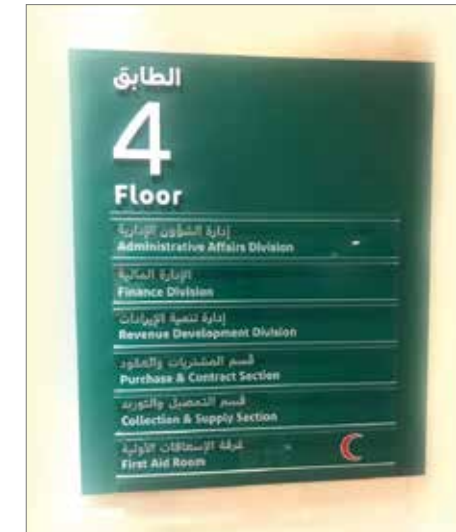 الطابق
4
Floor
إدارة الشؤون الإدارية
Administrative Affairs Division
الإدارة المالية
Finance Division
إدارة تنمية الإيرادات
Revenue Development Division
قسم المشتريات والعقود
Purchase & Contract Section
قسم التحصيل والتوريد
Collection & Supply Section
غرفة الإسعافات الأولية
First Aid Room